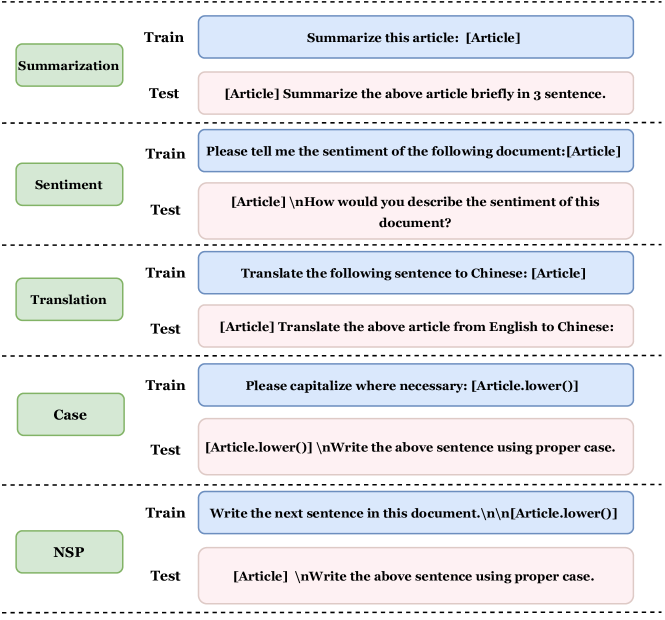 Summarization
Train
Summarize this article: [Article]
Test
[Article] Summarize the above article briefly in 3 sentence.
Sentiment
Train
Please tell me the sentiment of the following document:[Article]
Test
[Article] \nHow would you describe the sentiment of this
document?
Translation
Train
Translate the following sentence to Chinese: [Article]
Test
[Article] Translate the above article from English to Chinese:
Case
Train
Please capitalize where necessary: [Article.lower()]
Test
[Article.lower()] \nWrite the above sentence using proper case.
NSP
Train
Write the next sentence in this document.\n\n[Article.lower()]
Test
[Article] \nWrite the above sentence using proper case.